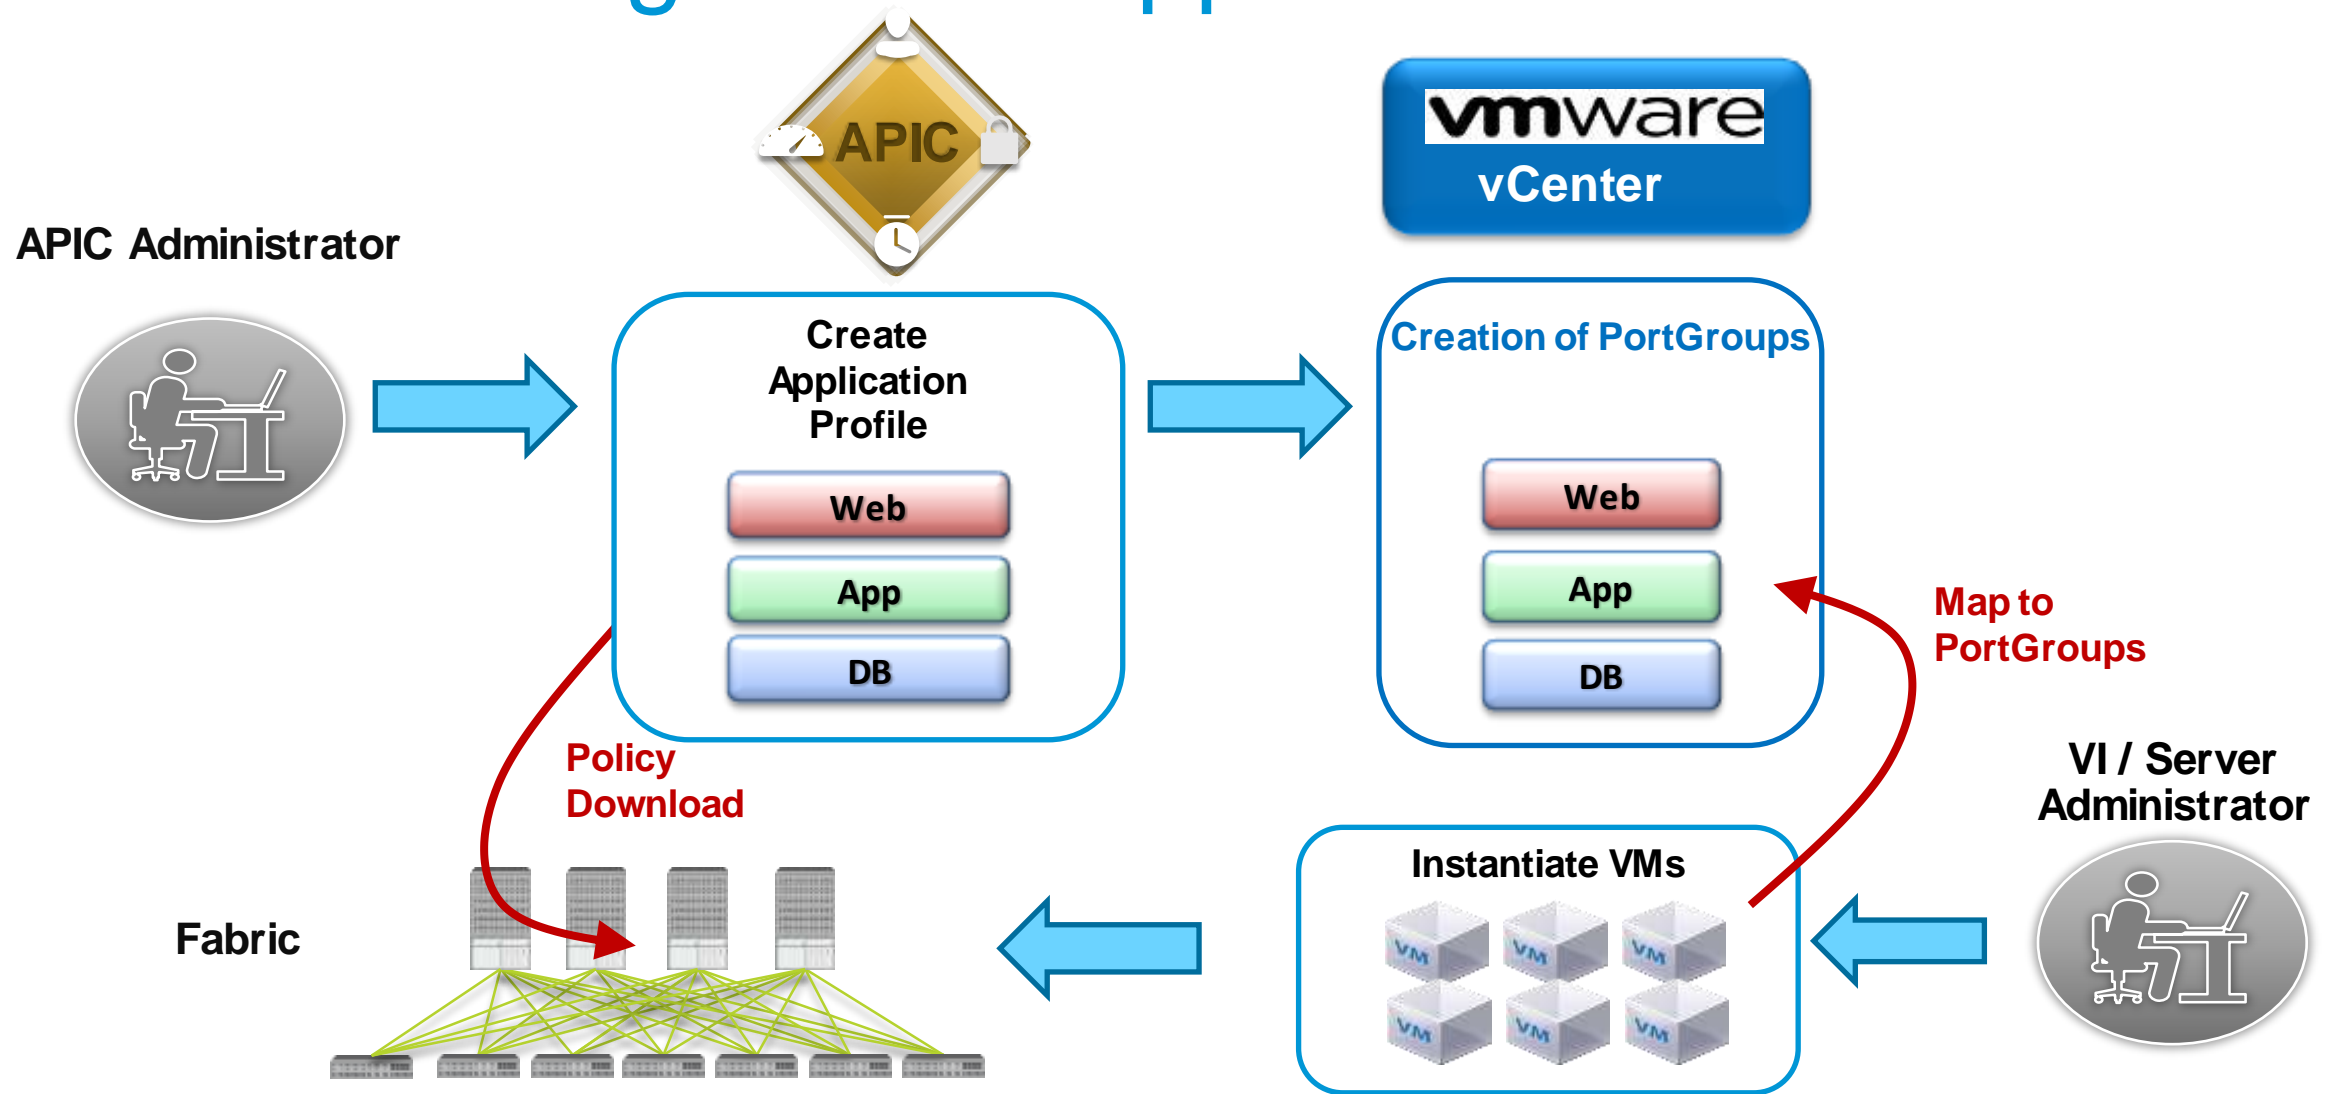 APIC
vmware
vCenter
APIC Administrator
Create
Application
Profile
Web
App
DB
Creation of PortGroups
Web
App
DB
Map to
PortGroups
Policy
Download
VI / Server
Administrator
Instantiate VMs
VM
VM
VM
VM
VM
VM
Fabric